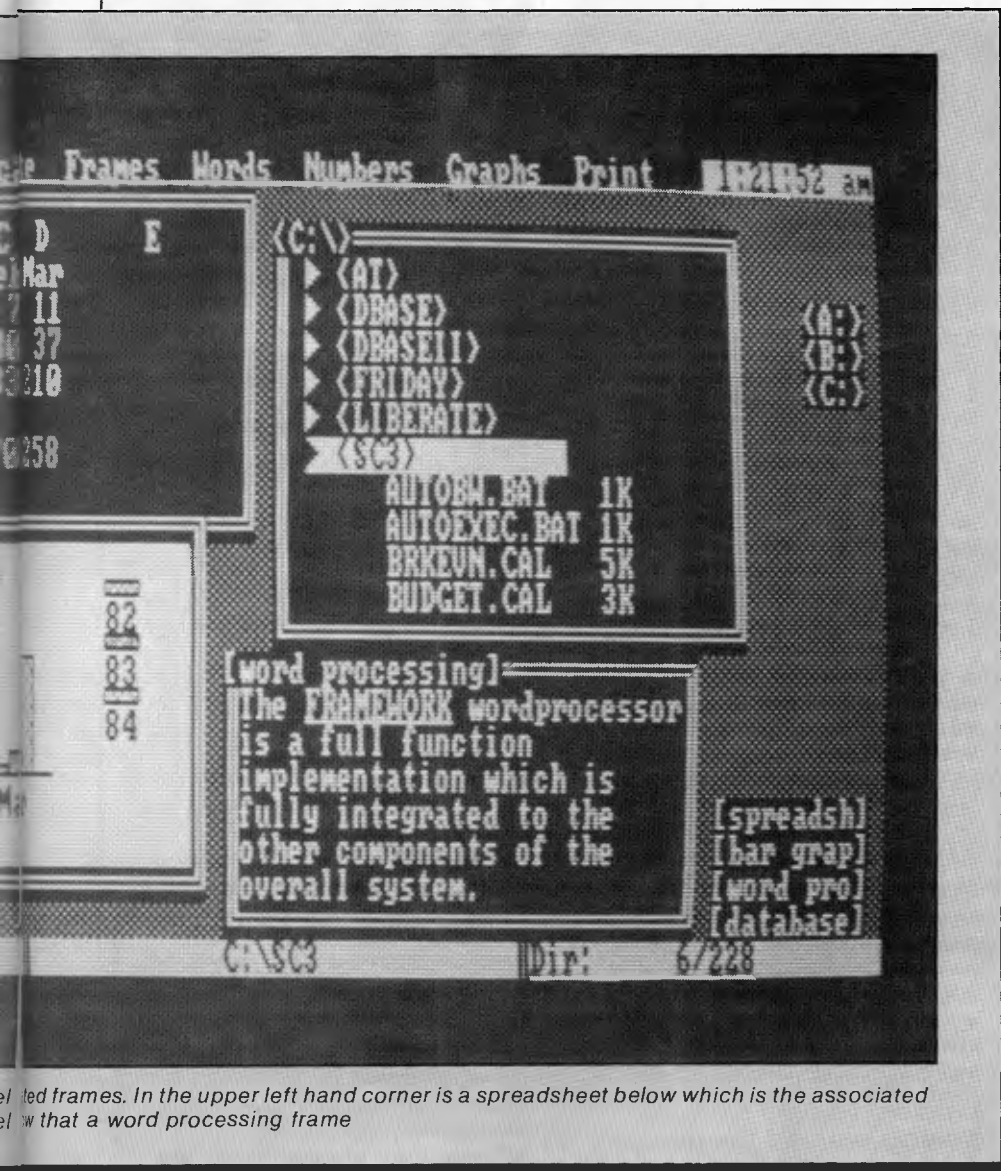 Frames Words Numbers Graphs Print
D E
Mar
11
37
210
258
82
83
84
<C:\>
<AT>
<DBASE>
<DBASEII>
<FRIDAY>
<LIBERATE>
<SC3>
AUTOBW.BAT 1K
AUTOEXEC.BAT 1K
BRKEVN.CAL 5K
BUDGET.CAL 3K
<A:>
<B:>
<C:>
[word processing]
The FRAMEWORK wordprocessor
is a full function
implementation which is
fully integrated to the
other components of the
overall system.
[spreadsh]
[bar grap]
[word pro]
[database]
C:\SC3 Dir: 6/228
frames. In the upper left hand corner is a spreadsheet below which is the associated
that a word processing frame